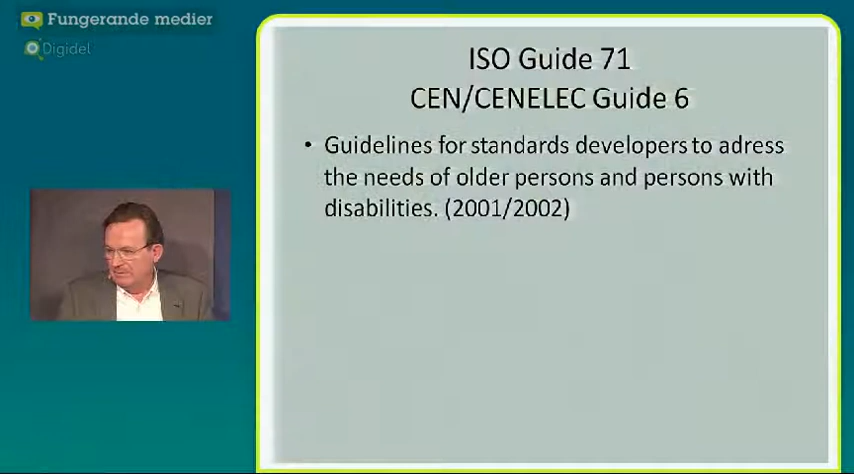 Fungerande medier
Digidel
ISO Guide 71
CEN/CENELEC Guide 6
• Guidelines for standards developers to adress
the needs of older persons and persons with
disabilities. (2001/2002)